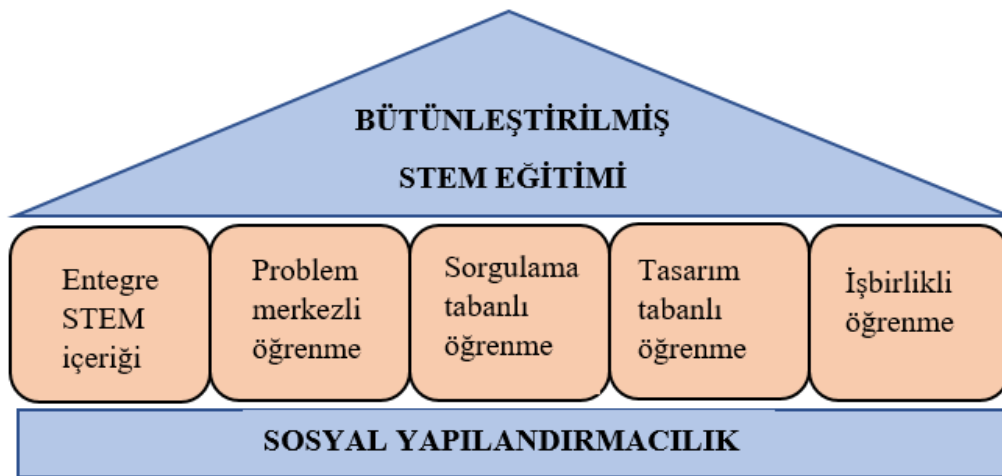 BÜTÜNLEŞTİRİLMİŞ
STEM EĞİTİMİ
Entegre
STEM
içeriği
Problem
merkezli
öğrenme
Sorgulama
tabanlı
öğrenme
Tasarım
tabanlı
öğrenme
İşbirlikli
öğrenme
SOSYAL YAPILANDIRMACILIK